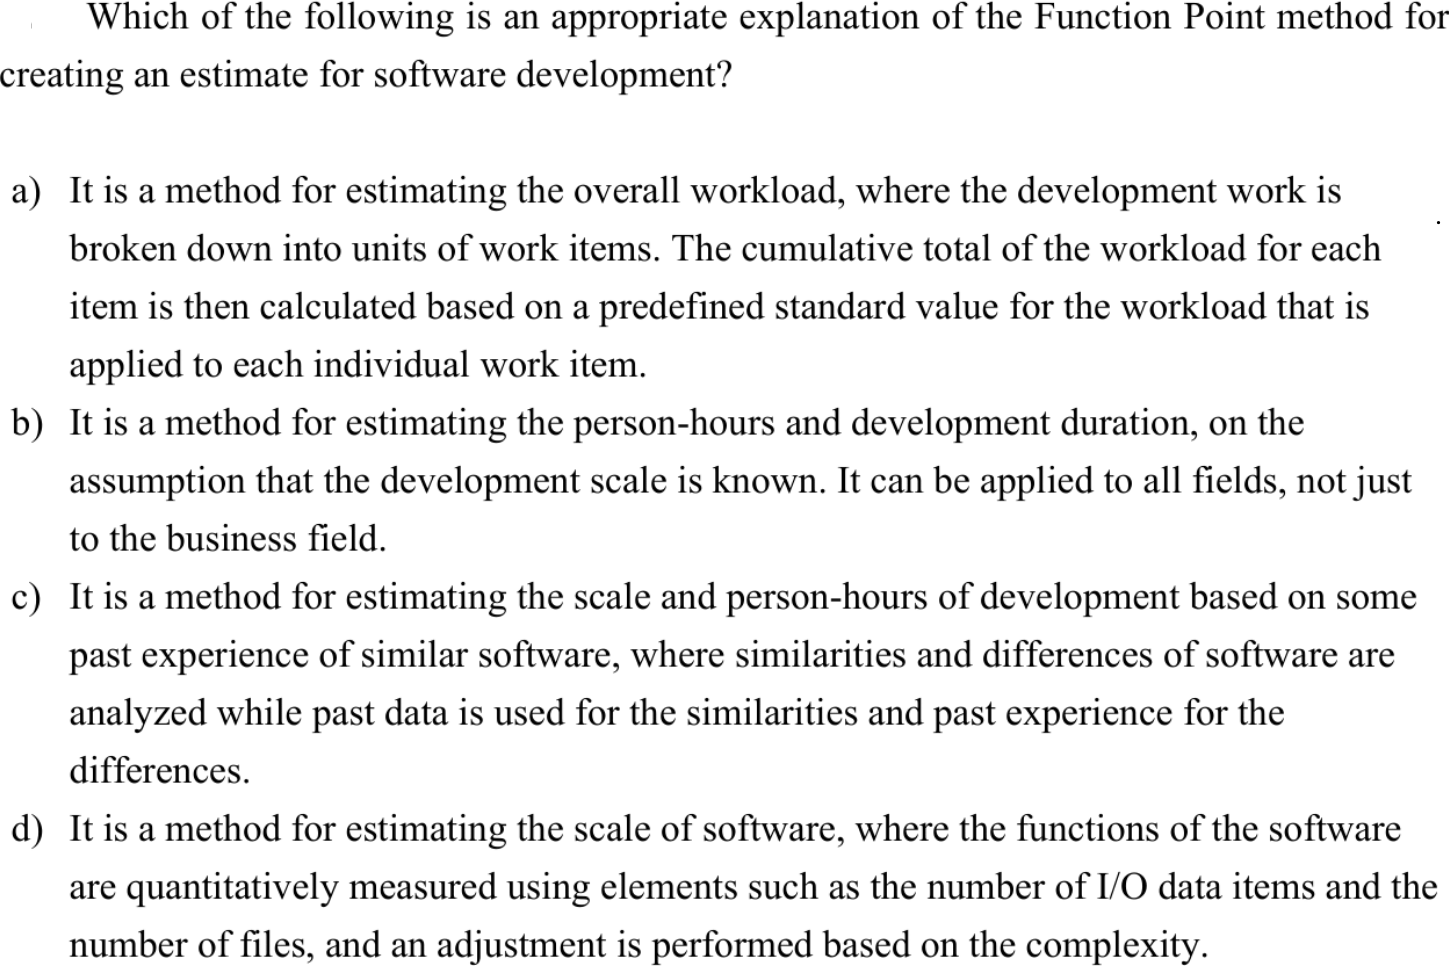 Which of the following is an appropriate explanation of the Function Point method for
creating an estimate for software development?
a) It is a method for estimating the overall workload, where the development work is
broken down into units of work items. The cumulative total of the workload for each
item is then calculated based on a predefined standard value for the workload that is
applied to each individual work item.
b) It is a method for estimating the person-hours and development duration, on the
assumption that the development scale is known. It can be applied to all fields, not just
to the business field.
c) It is a method for estimating the scale and person-hours of development based on some
past experience of similar software, where similarities and differences of software are
analyzed while past data is used for the similarities and past experience for the
differences.
d) It is a method for estimating the scale of software, where the functions of the software
are quantitatively measured using elements such as the number of I/O data items and the
number of files, and an adjustment is performed based on the complexity.